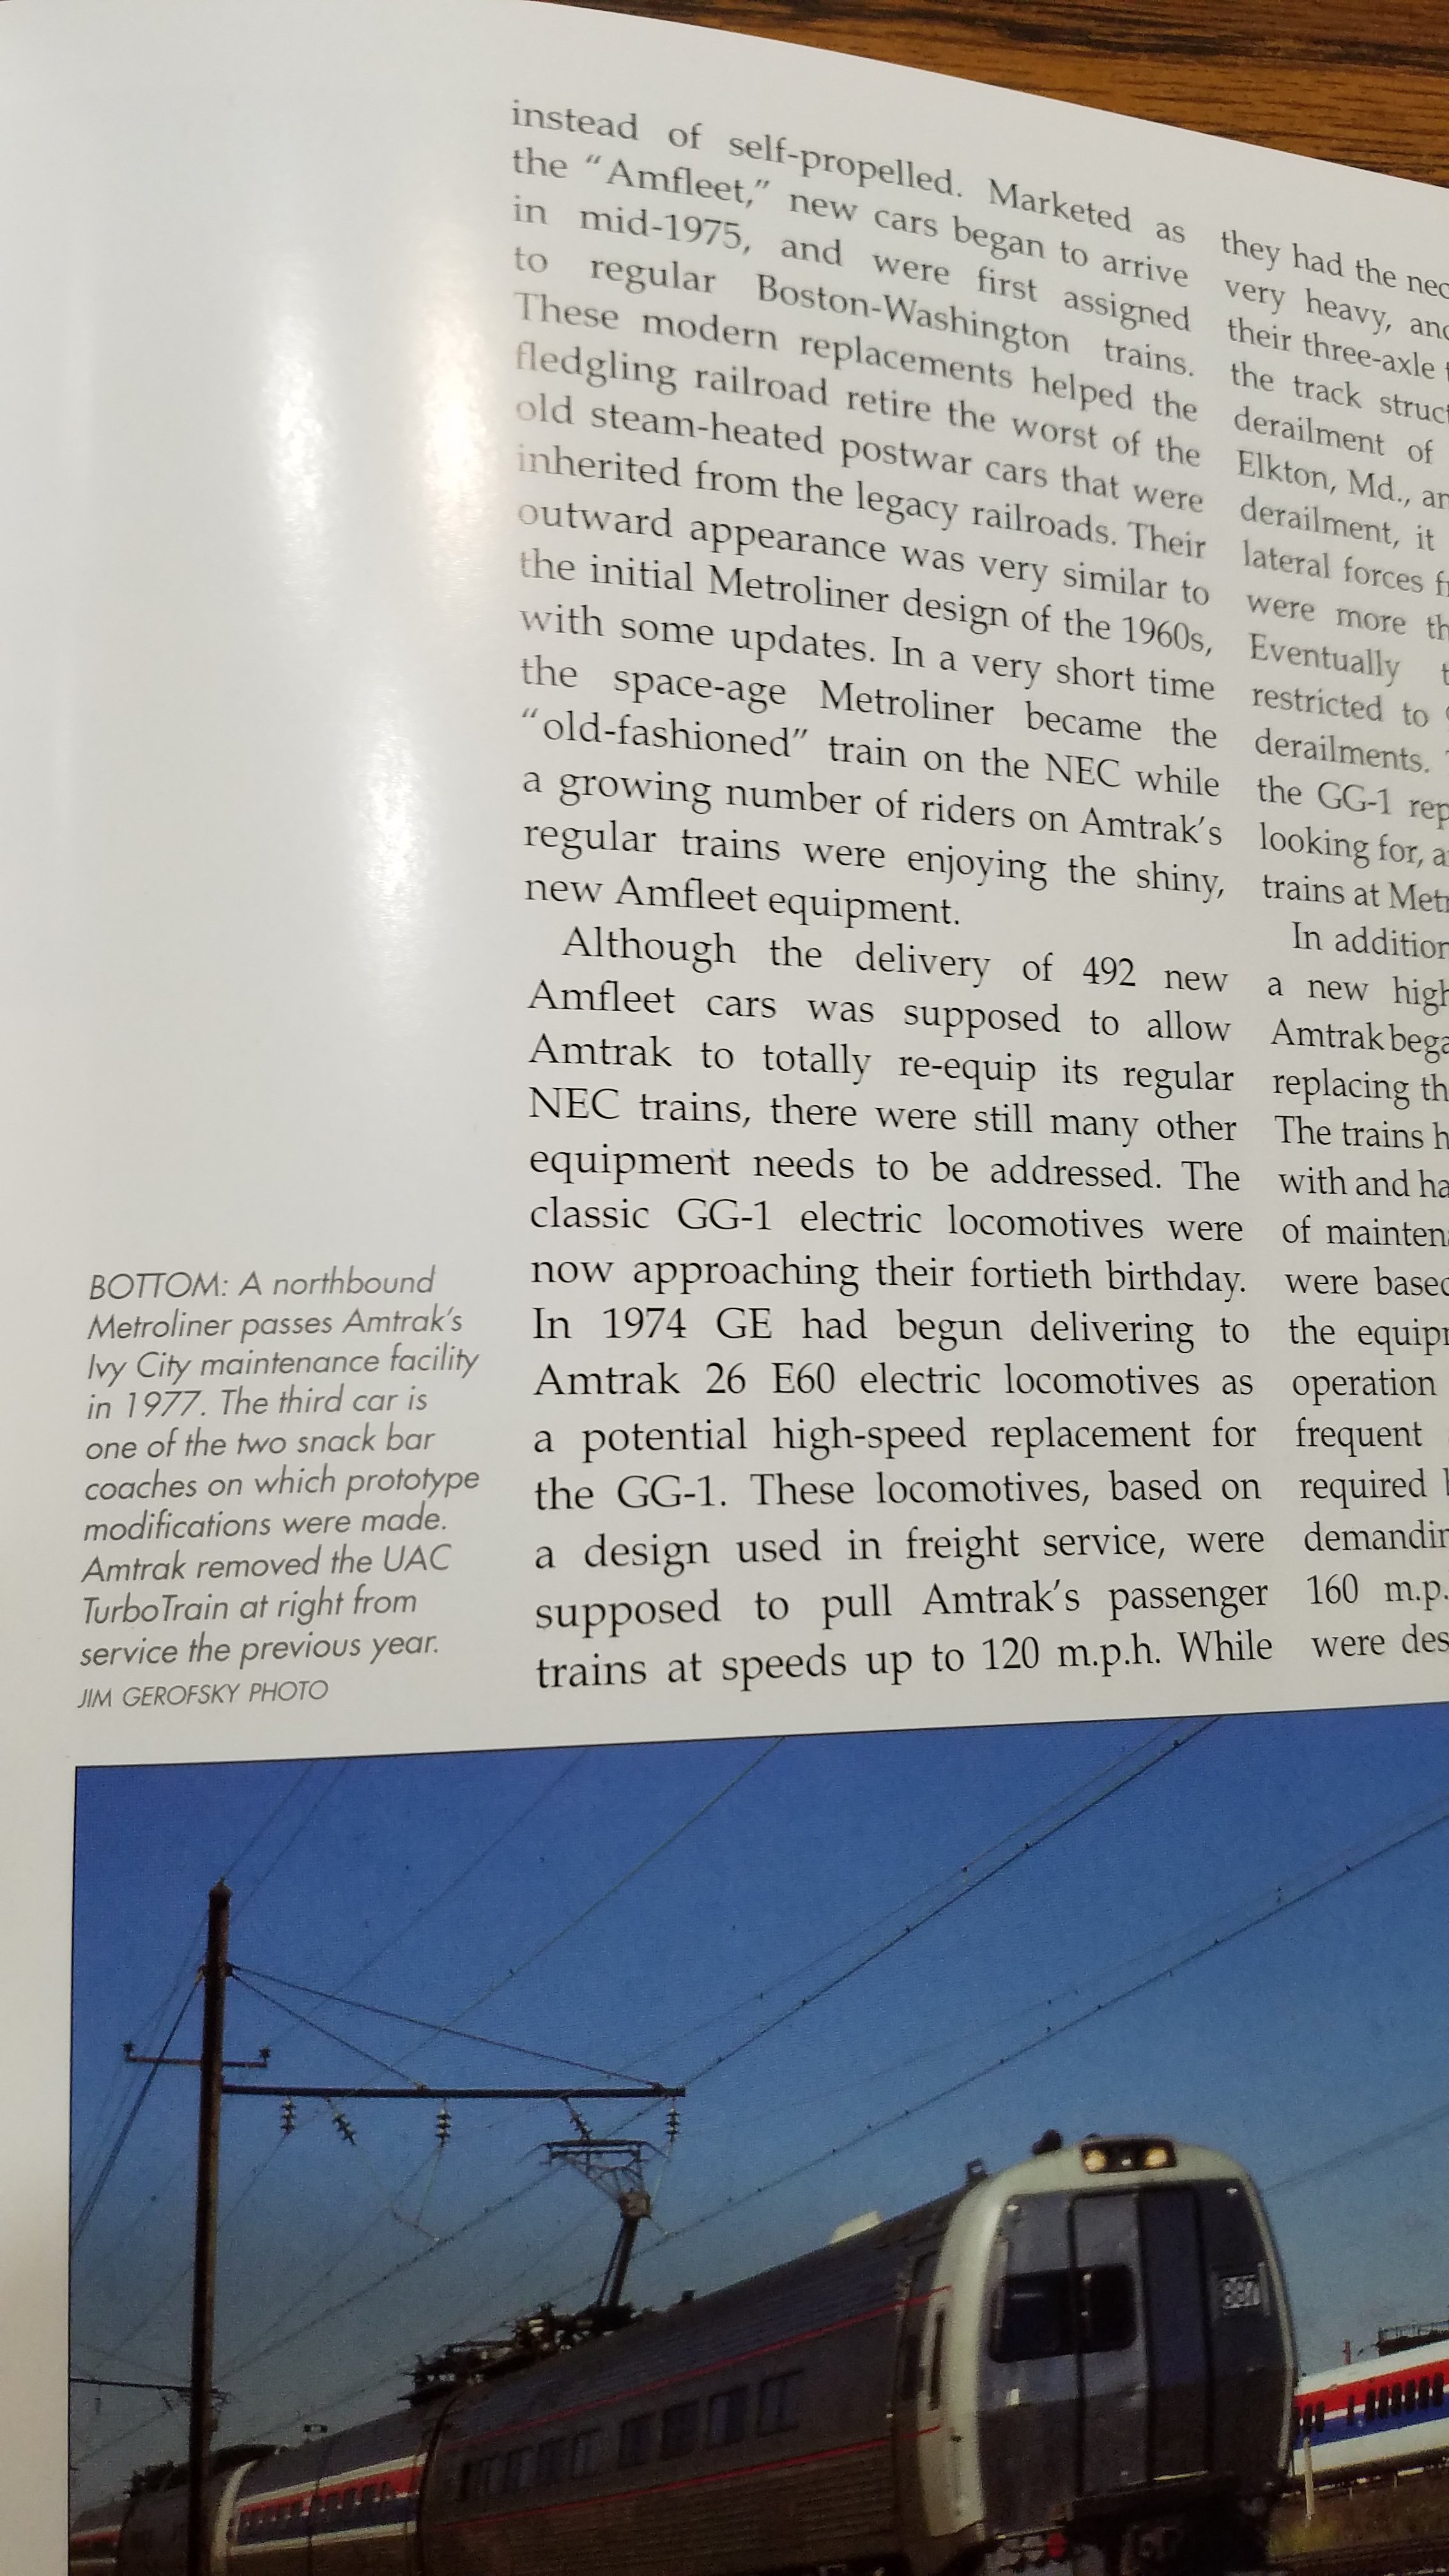 instead of self-propelled. Marketed as
the “Amfleet,” new cars began to arrive
in mid-1975, and were first assigned
to regular Boston-Washington trains.
These modern replacements helped the
fledgling railroad retire the worst of the
old steam-heated postwar cars that were
inherited from the legacy railroads. Their
outward appearance was very similar to
the initial Metroliner design of the 1960s,
with some updates. In a very short time
the space-age Metroliner became the
“old-fashioned” train on the NEC while
a growing number of riders on Amtrak’s
regular trains were enjoying the shiny,
new Amfleet equipment.
Although the delivery of 492 new
Amfleet cars was supposed to allow
Amtrak to totally re-equip its regular
NEC trains, there were still many other
equipment needs to be addressed. The
classic GG-1 electric locomotives were
now approaching their fortieth birthday.
In 1974 GE had begun delivering to
Amtrak 26 E60 electric locomotives as
a potential high-speed replacement for
the GG-1. These locomotives, based on
a design used in freight service, were
supposed to pull Amtrak’s passenger
trains at speeds up to 120 m.p.h. While
they had the
very heavy,
their three-axle
the track
derailment of
Elkton, Md.,
derailment, it
lateral forces
were more
Eventually
restricted to
derailments.
the GG-1
looking for,
trains at
In
a new
Amtrak
replacing
The trains
with and
of
were
the
operation
frequent
required
160
were
BOTTOM: A northbound
Metroliner passes Amtrak’s
Ivy City maintenance facility
in 1977. The third car is
one of the two snack bar
coaches on which prototype
modifications were made.
Amtrak removed the UAC
TurboTrain at right from
service the previous year.
JIM GEROFSKY PHOTO
887